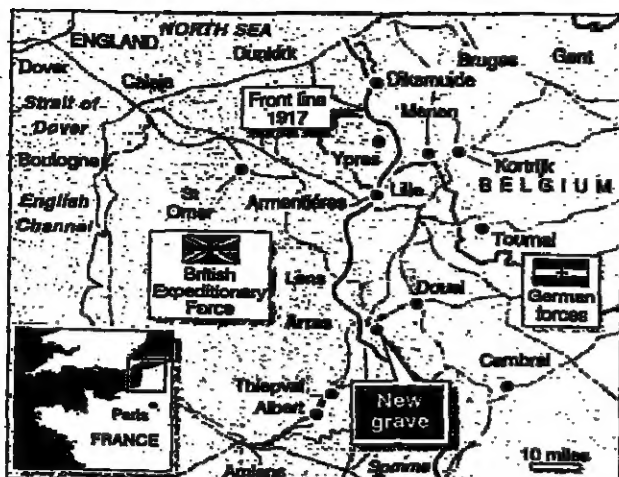 NORTH SEA
ENGLAND
Dover
Calais
Dunkirk
Bruges
Gent
Diksmuide
Strait of
Dover
Front line
1917
Menen
Boulogne
Ypres
Kortrijk
BELGIUM
English
Channel
St
Omer
Armentiéres
Lille
Tournai
British
Expeditionary
Force
Lens
Douai
German
forces
Arras
Cambrai
Thiepval
Albert
New
grave
Paris
FRANCE
Amiens
Somme
10 miles